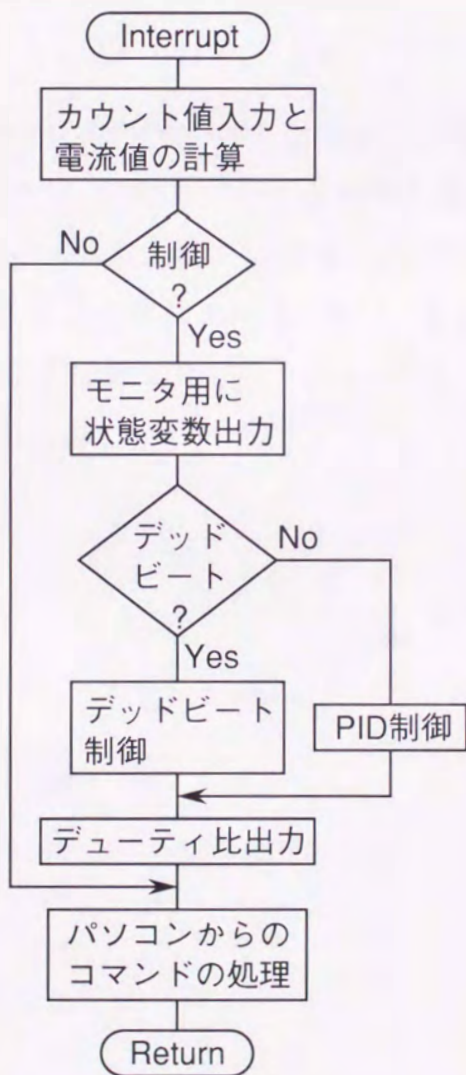 Interrupt
カウント値入力と
電流値の計算
No
制御
?
Yes
モニタ用に
状態変数出力
デッド
ビート
?
No
Yes
デッドビート
制御
PID制御
デューティ比出力
パソコンからの
コマンドの処理
Return